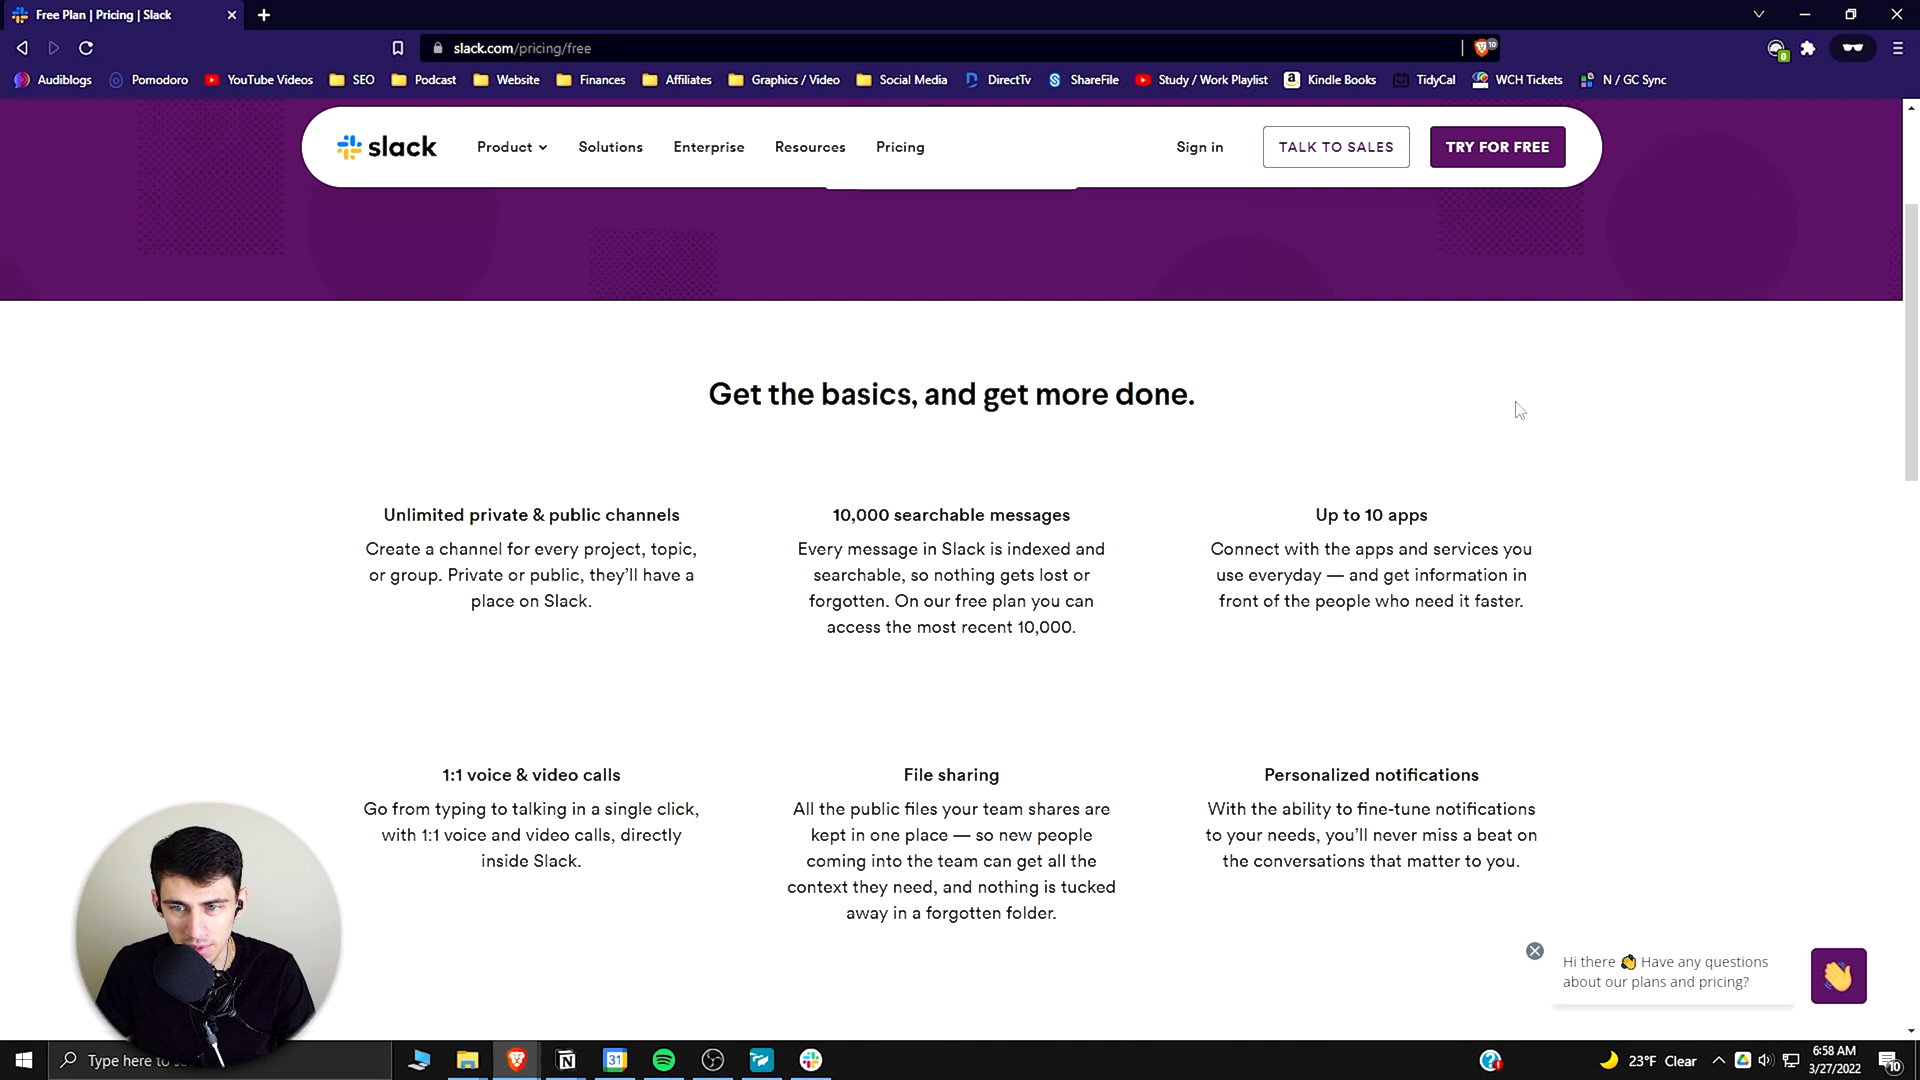 Free Plan | Pricing | Slack
slack.com/pricing/free
10
0
Audiblogs
Pomodoro
YouTube Videos
SEO
Podcast
Website
Finances
Affiliates
Graphics / Video
Social Media
DirectTv
ShareFile
Study / Work Playlist
Kindle Books
TidyCal
WCH Tickets
N / GC Sync
slack
Product
Solutions
Enterprise
Resources
Pricing
Sign in
TALK TO SALES
TRY FOR FREE
Get the basics, and get more done.
Unlimited private & public channels
Create a channel for every project, topic,
or group. Private or public, they’ll have a
place on Slack.
10,000 searchable messages
Every message in Slack is indexed and
searchable, so nothing gets lost or
forgotten. On our free plan you can
access the most recent 10,000.
Up to 10 apps
Connect with the apps and services you
use everyday — and get information in
front of the people who need it faster.
1:1 voice & video calls
Go from typing to talking in a single click,
with 1:1 voice and video calls, directly
inside Slack.
File sharing
All the public files your team shares are
kept in one place — so new people
coming into the team can get all the
context they need, and nothing is tucked
away in a forgotten folder.
Personalized notifications
With the ability to fine-tune notifications
to your needs, you’ll never miss a beat on
the conversations that matter to you.
Hi there 👋 Have any questions
about our plans and pricing?
Type here to
31
23°F Clear
6:58 AM
3/27/2022
10